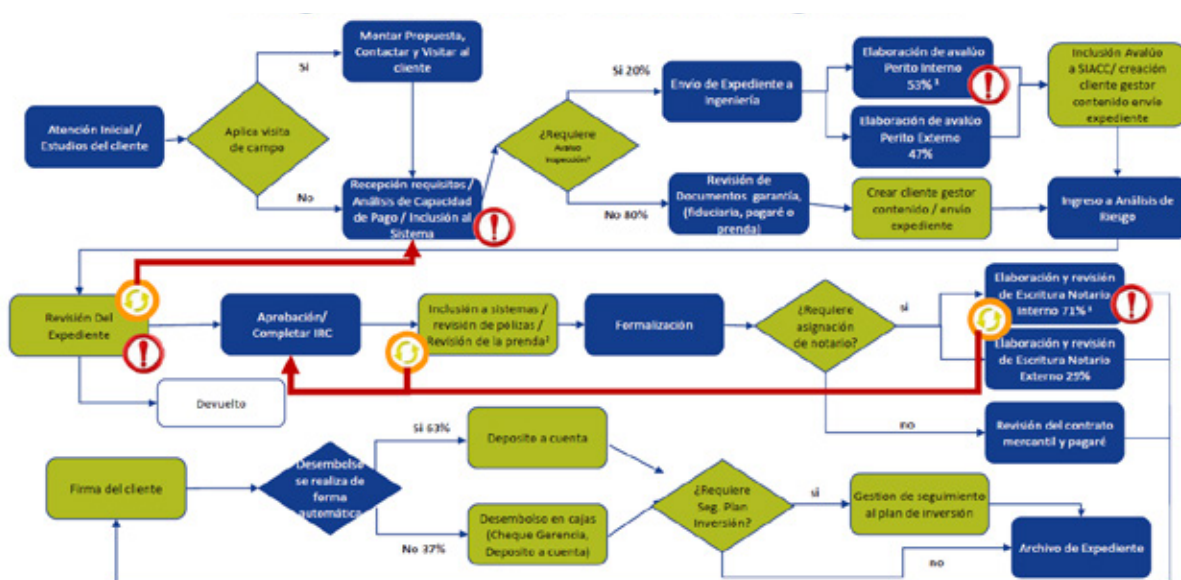 Montar Propuesta,
Contactar y Visitar al
cliente
Si
Atención Inicial /
Estudios del cliente
Aplica visita
de campo
No
Recepción requisitos /
Análisis de Capacidad
de Pago / Inclusión al
Sistema
¿Requiere
Inspección?
Si 20%
Envío de Expediente a
Ingeniería
Elaboración de avalúo
Perito Interno
53% ¹
Elaboración de avalúo
Perito Externo
47%
Inclusión Avalúo
a SIACC/ creación
cliente gestor
contenido envío
expediente
No 80%
Revisión de
Documentos garantía,
(fiduciaria, pagaré o
prenda)
Crear cliente gestor
contenido / envío
expediente
Ingreso a Análisis de
Riesgo
Revisión Del
Expediente
Devuelto
Aprobación/
Completar IRC
Inclusión a sistemas /
revisión de pólizas /
Revisión de la prenda
Formalización
¿Requiere
asignación
de notario?
si
Elaboración y revisión
de Escritura Notario
Interno 71%
Elaboración y revisión
de Escritura Notario
Externo 29%
no
Revisión del contrato
mercantil y pagaré
Firma del cliente
Desembolso
se realiza de
forma
automática
Si 63%
Deposito a cuenta
No 37%
Desembolso en cajas
(Cheque Gerencia,
Deposito a cuenta)
¿Requiere
Seg. Plan
Inversión?
si
Gestion de seguimiento
al plan de inversión
no
Archivo de Expediente